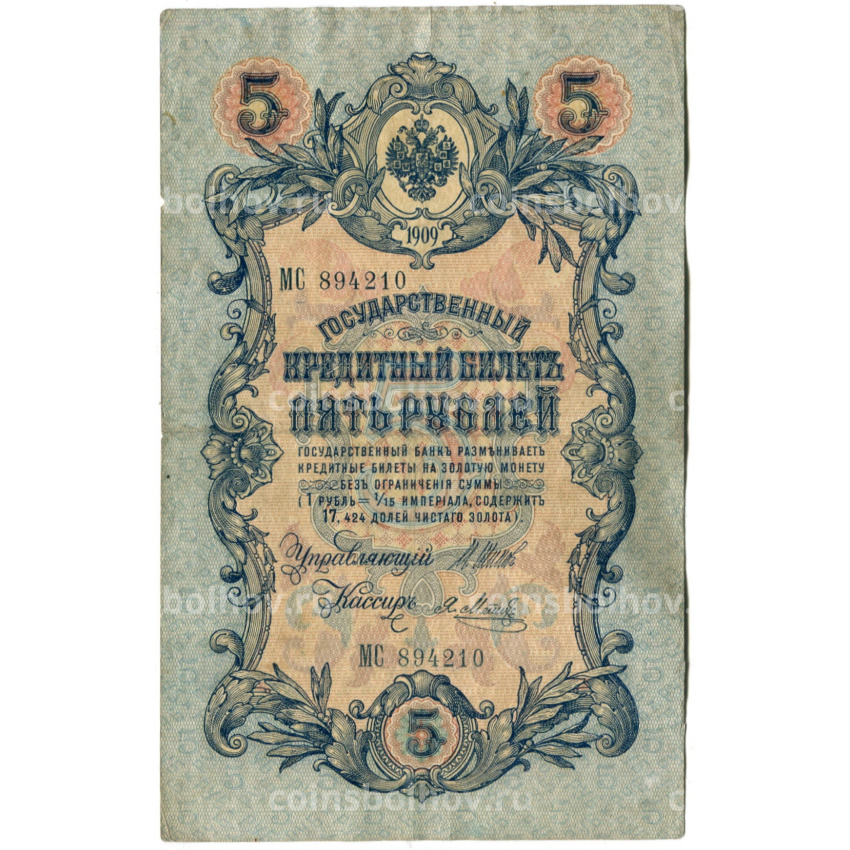 5 5
1909
МС 894210
ГОСУДАРСТВЕННЫЙ
КРЕДИТНЫЙ БИЛЕТЪ
ПЯТЬ РУБЛЕЙ
ГОСУДАРСТВЕННЫЙ БАНКЪ РАЗМѢНИВАЕТЪ
КРЕДИТНЫЕ БИЛЕТЫ НА ЗОЛОТУЮ МОНЕТУ
БЕЗЪ ОГРАНИЧЕНІЯ СУММЫ
(1 РУБЛЬ = 1/15 ИМПЕРІАЛА, СОДЕРЖИТЪ
17,424 ДОЛЕЙ ЧИСТАГО ЗОЛОТА).
Управляющій
Кассиръ
МС 894210
5
coinsbolhov.ru